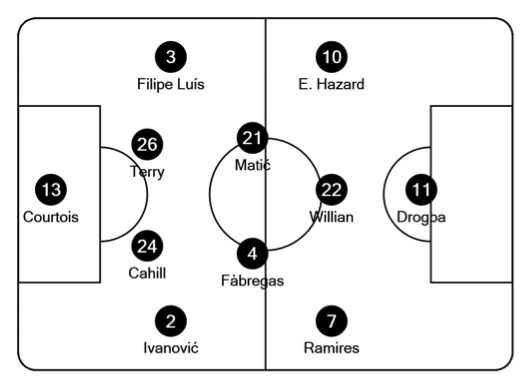 3
Filipe Luís
10
E. Hazard
26
Terry
21
Matić
13
Courtois
22
Willian
11
Drogba
24
Cahill
4
Fàbregas
2
Ivanović
7
Ramires